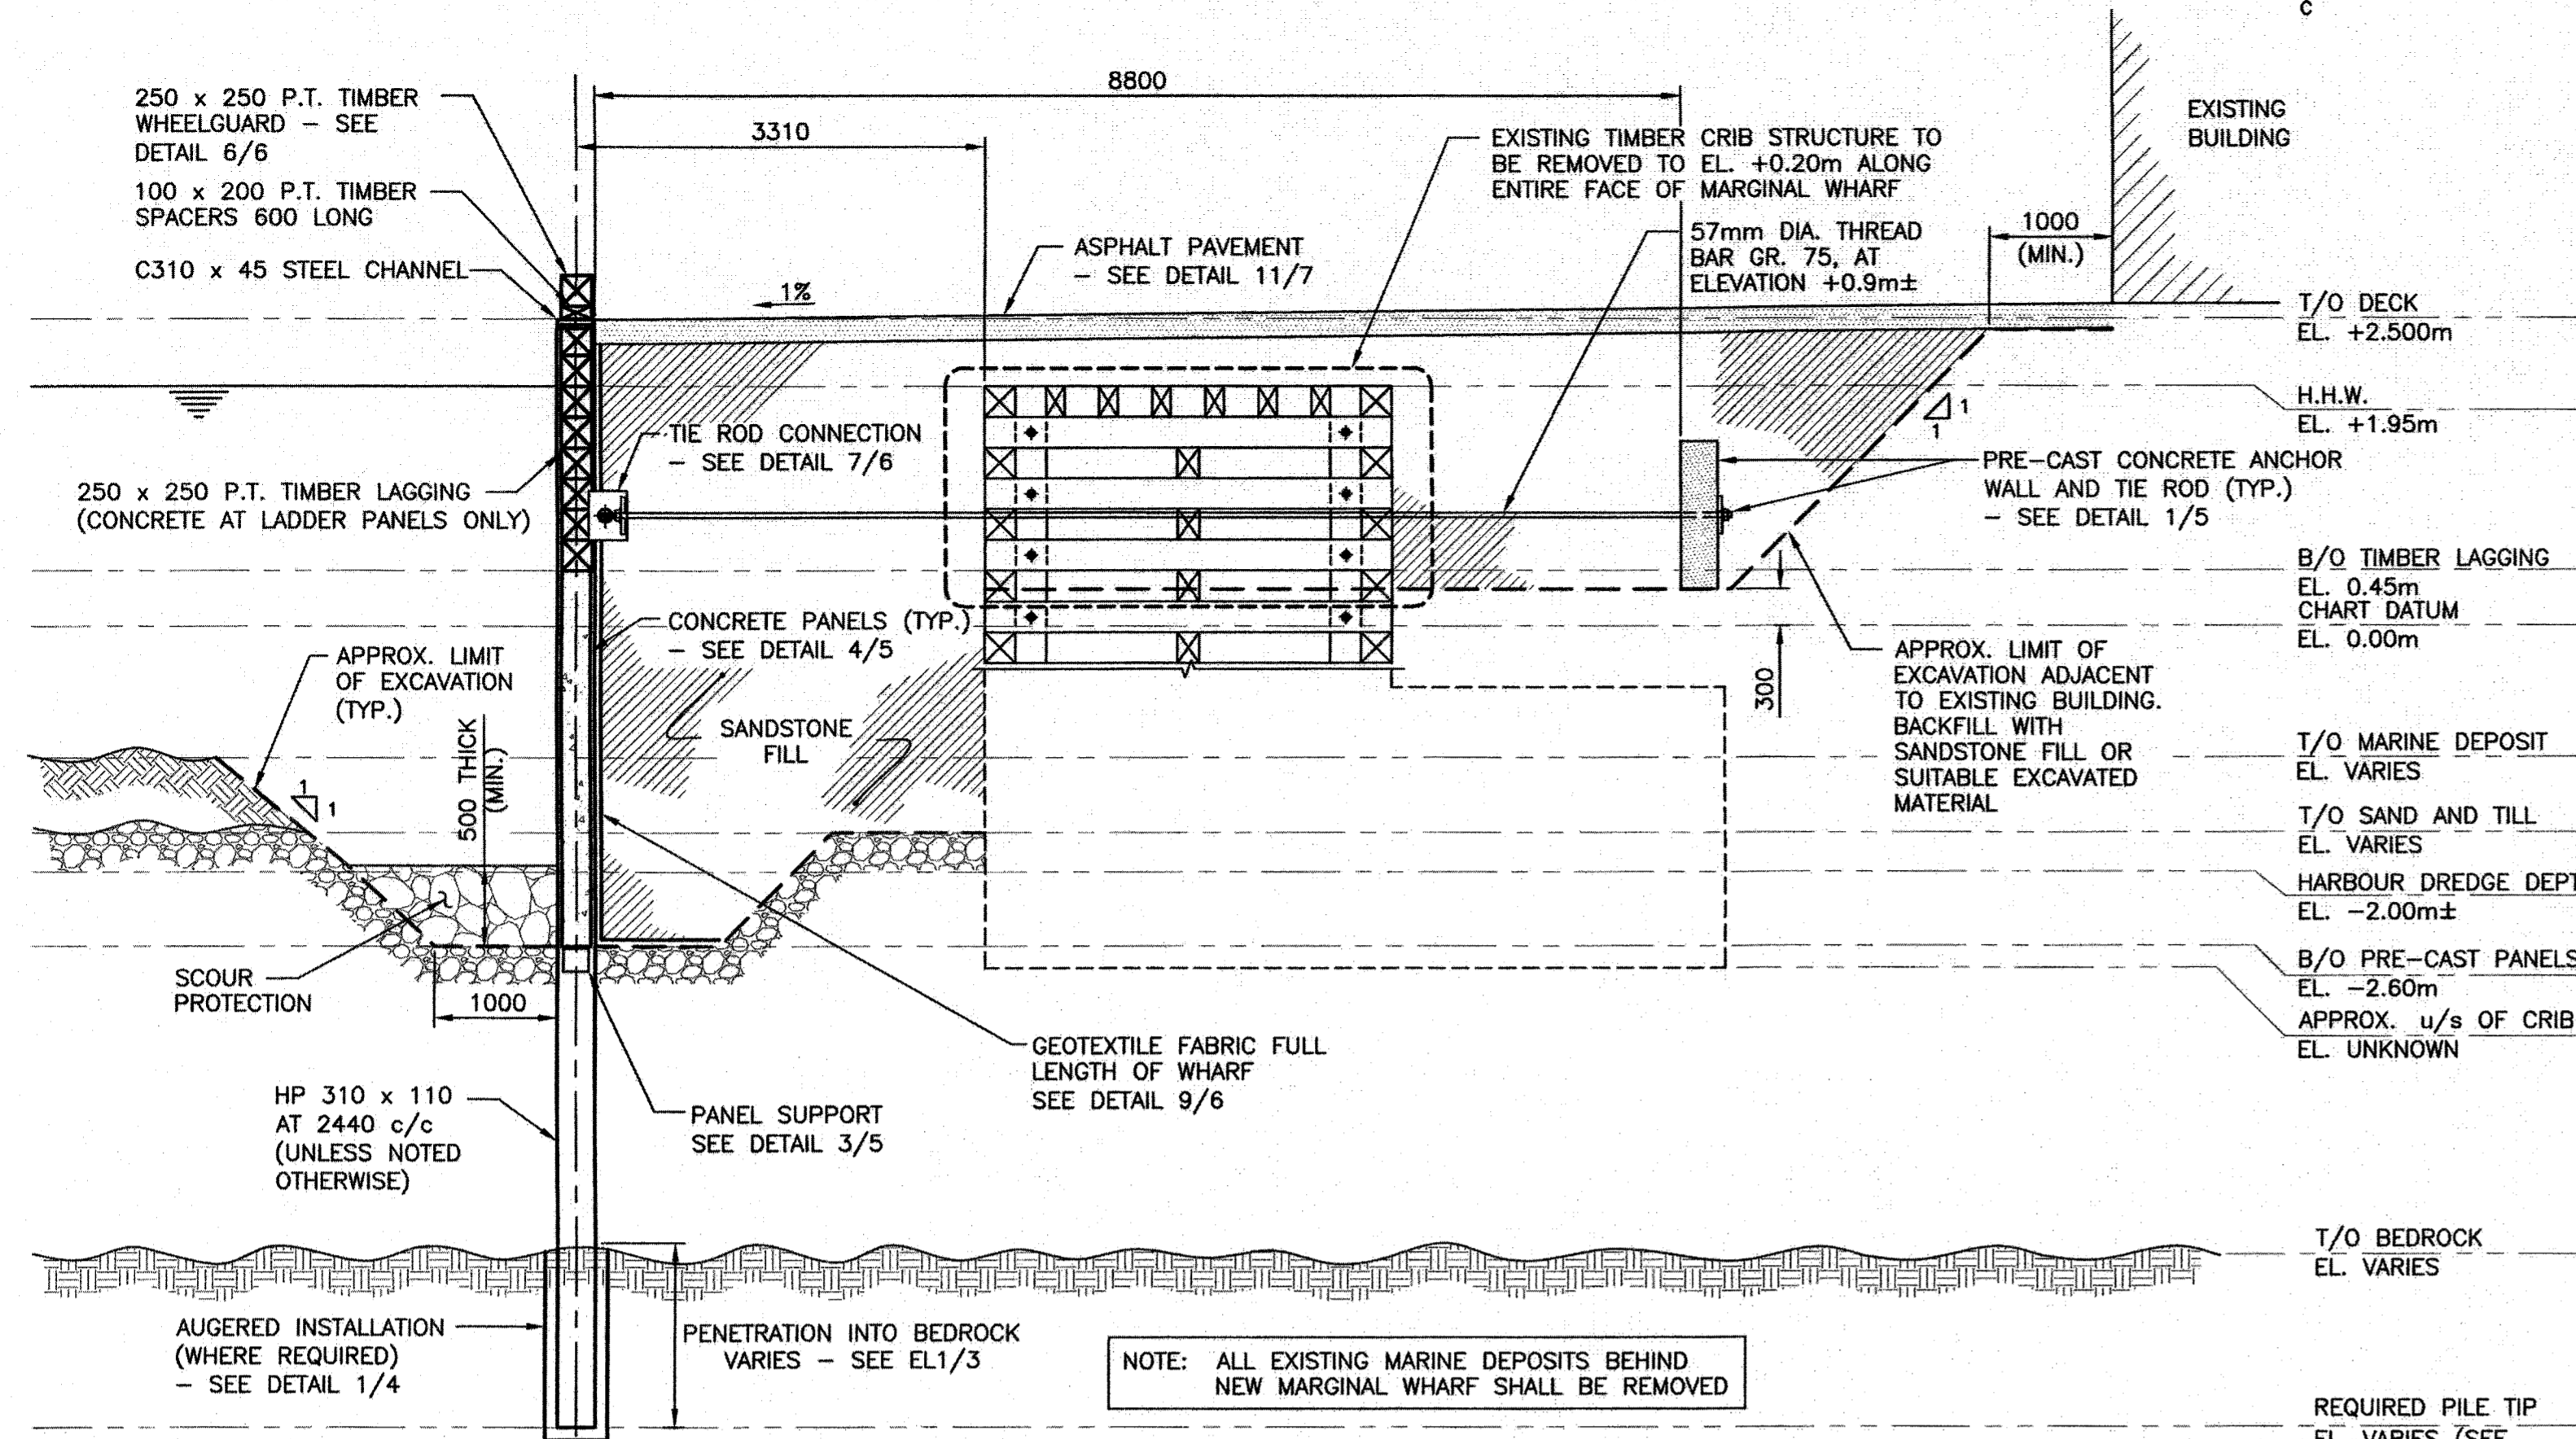 C
8800
3310
250 x 250 P.T. TIMBER
WHEELGUARD – SEE
DETAIL 6/6
100 x 200 P.T. TIMBER
SPACERS 600 LONG
C310 x 45 STEEL CHANNEL
1%
ASPHALT PAVEMENT
– SEE DETAIL 11/7
EXISTING TIMBER CRIB STRUCTURE TO
BE REMOVED TO EL. +0.20m ALONG
ENTIRE FACE OF MARGINAL WHARF
57mm DIA. THREAD
BAR GR. 75, AT
ELEVATION +0.9m±
1000
(MIN.)
EXISTING
BUILDING
T/O DECK
EL. +2.500m
H.H.W.
EL. +1.95m
1
1
TIE ROD CONNECTION
– SEE DETAIL 7/6
250 x 250 P.T. TIMBER LAGGING
(CONCRETE AT LADDER PANELS ONLY)
PRE-CAST CONCRETE ANCHOR
WALL AND TIE ROD (TYP.)
– SEE DETAIL 1/5
B/O TIMBER LAGGING
EL. 0.45m
CHART DATUM
EL. 0.00m
CONCRETE PANELS (TYP.)
– SEE DETAIL 4/5
APPROX. LIMIT
OF EXCAVATION
(TYP.)
1
1
500 THICK
(MIN.)
SANDSTONE
FILL
300
APPROX. LIMIT OF
EXCAVATION ADJACENT
TO EXISTING BUILDING.
BACKFILL WITH
SANDSTONE FILL OR
SUITABLE EXCAVATED
MATERIAL
T/O MARINE DEPOSIT
EL. VARIES
T/O SAND AND TILL
EL. VARIES
HARBOUR DREDGE DEPT
EL. −2.00m±
B/O PRE-CAST PANELS
EL. −2.60m
APPROX. u/s OF CRIB
EL. UNKNOWN
SCOUR
PROTECTION
1000
GEOTEXTILE FABRIC FULL
LENGTH OF WHARF
SEE DETAIL 9/6
HP 310 x 110
AT 2440 c/c
(UNLESS NOTED
OTHERWISE)
PANEL SUPPORT
SEE DETAIL 3/5
T/O BEDROCK
EL. VARIES
AUGERED INSTALLATION
(WHERE REQUIRED)
– SEE DETAIL 1/4
PENETRATION INTO BEDROCK
VARIES – SEE EL1/3
NOTE: ALL EXISTING MARINE DEPOSITS BEHIND
NEW MARGINAL WHARF SHALL BE REMOVED
REQUIRED PILE TIP
EL. VARIES (SEE